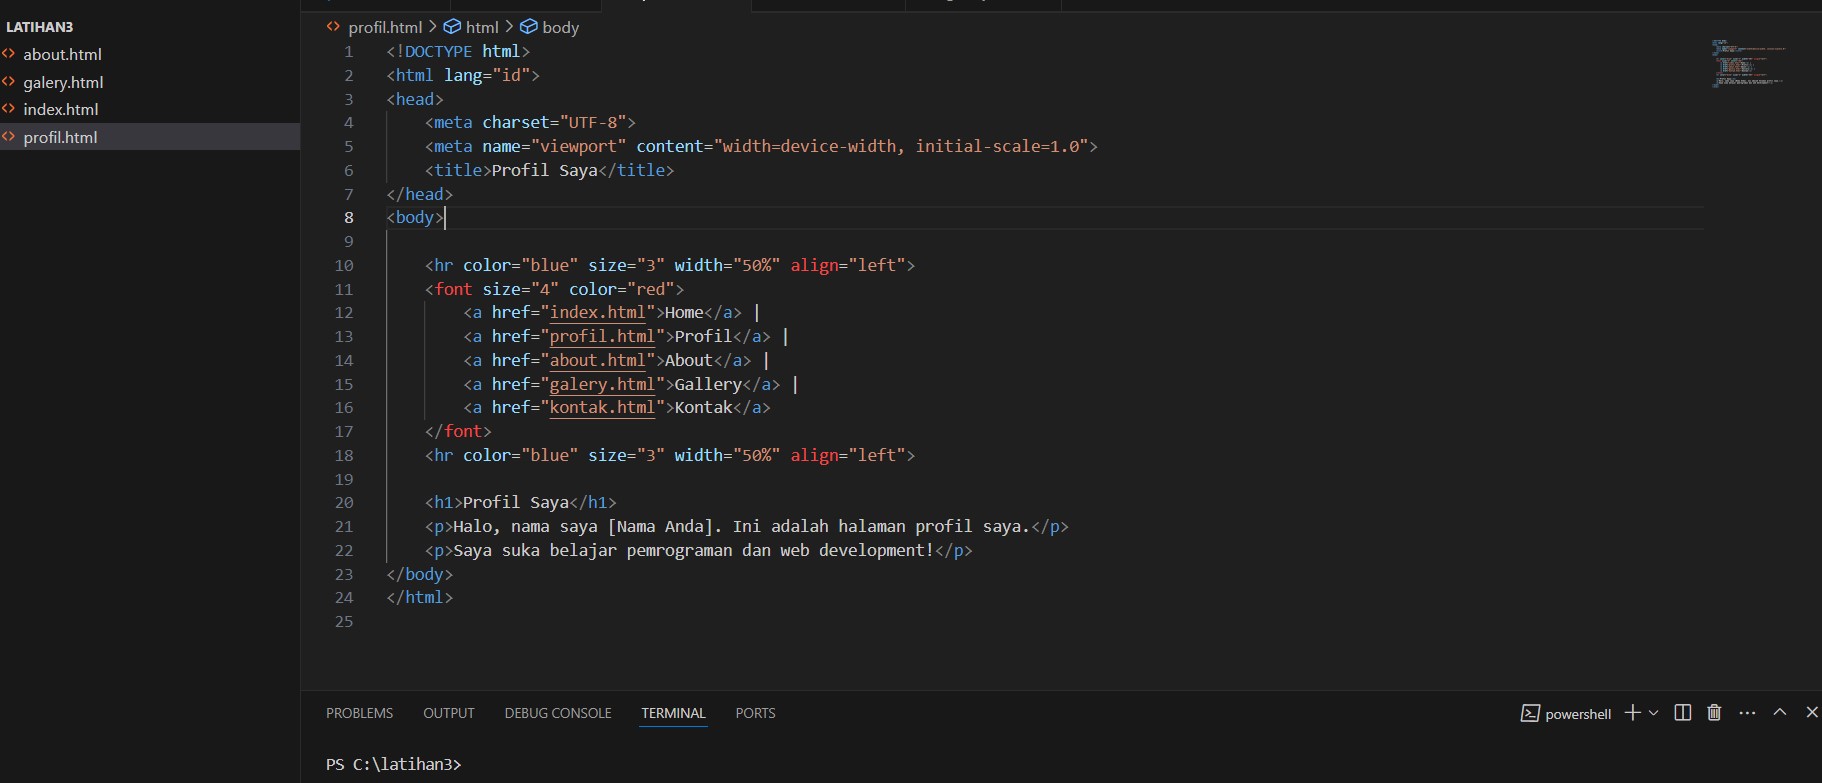 LATIHAN3
about.html
galery.html
index.html
profil.html
profil.html > html > body
1 <!DOCTYPE html>
2 <html lang="id">
3 <head>
4 <meta charset="UTF-8">
5 <meta name="viewport" content="width=device-width, initial-scale=1.0">
6 <title>Profil Saya</title>
7 </head>
8 <body>
9
10 <hr color="blue" size="3" width="50%" align="left">
11 <font size="4" color="red">
12 <a href="index.html">Home</a> |
13 <a href="profil.html">Profil</a> |
14 <a href="about.html">About</a> |
15 <a href="galery.html">Gallery</a> |
16 <a href="kontak.html">Kontak</a>
17 </font>
18 <hr color="blue" size="3" width="50%" align="left">
19
20 <h1>Profil Saya</h1>
21 <p>Halo, nama saya [Nama Anda]. Ini adalah halaman profil saya.</p>
22 <p>Saya suka belajar pemrograman dan web development!</p>
23 </body>
24 </html>
25
PROBLEMS OUTPUT DEBUG CONSOLE TERMINAL PORTS powershell
PS C:\latihan3>